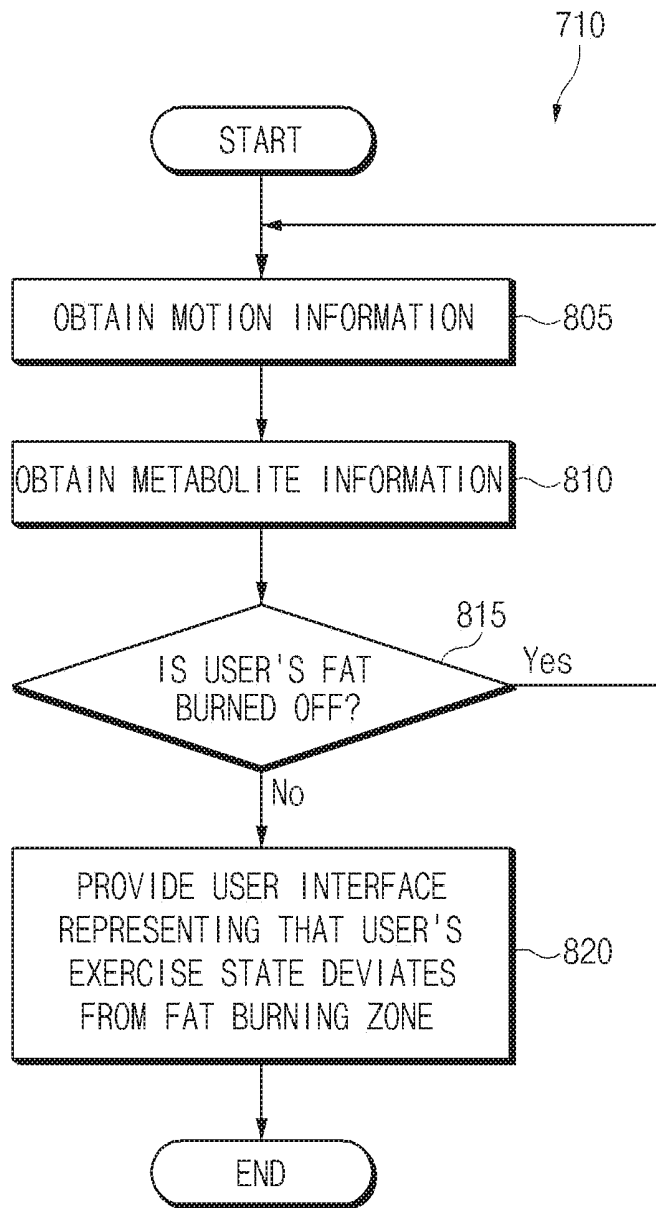 710
START
OBTAIN MOTION INFORMATION
805
OBTAIN METABOLITE INFORMATION
810
815
IS USER'S FAT
BURNED OFF?
Yes
No
PROVIDE USER INTERFACE
REPRESENTING THAT USER'S
EXERCISE STATE DEVIATES
FROM FAT BURNING ZONE
820
END